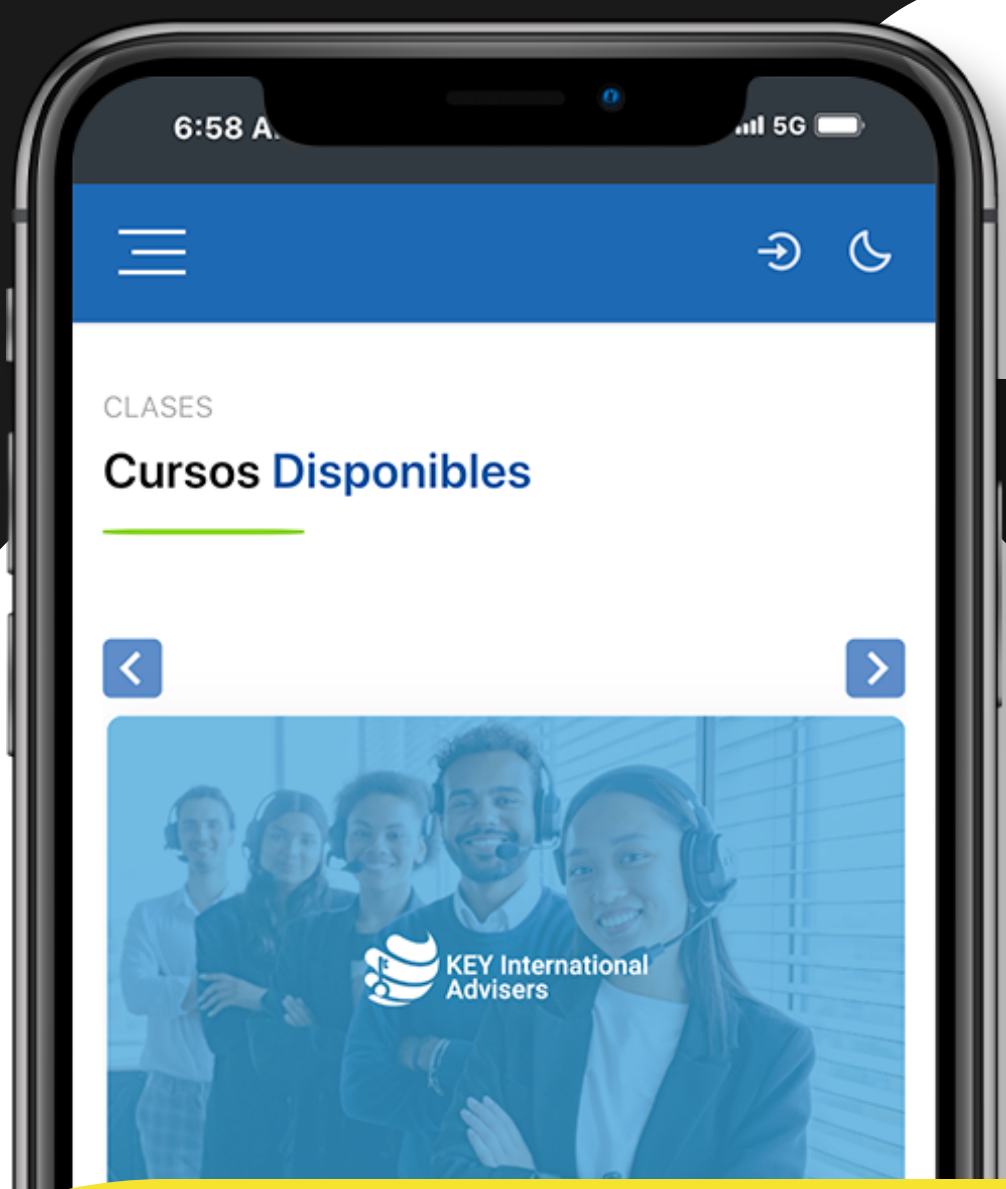 6:58 A
5G
CLASES
Cursos Disponibles
KEY International
Advisers